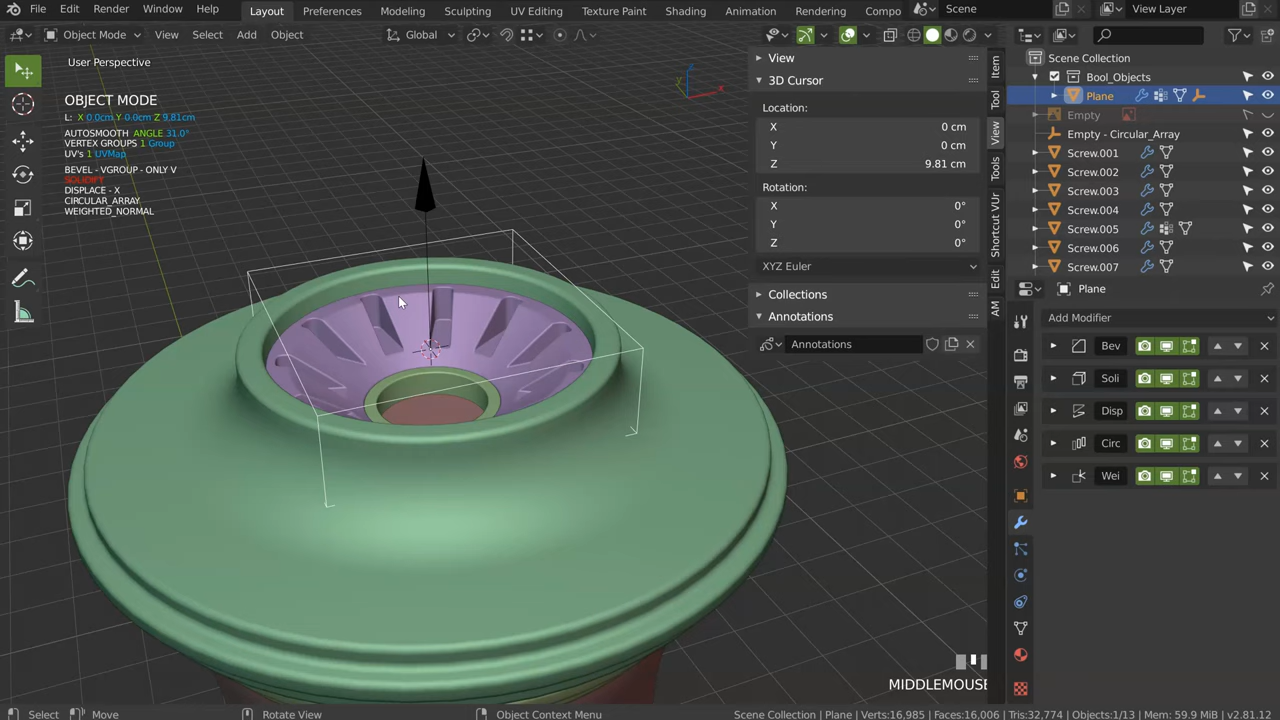 File Edit Render Window Help Layout Preferences Modeling Sculpting UV Editing Texture Paint Shading Animation Rendering Compo Scene View Layer
Object Mode View Select Add Object Global
User Perspective
OBJECT MODE
L: X 0.0cm Y 0.0cm Z 9.81cm
AUTOSMOOTH ANGLE 31.0°
VERTEX GROUPS 1 Group
UV's 1 UVMap
BEVEL - VGROUP - ONLY V
SOLIDIFY
DISPLACE - X
CIRCULAR_ARRAY
WEIGHTED_NORMAL
Z
Y
X
View
3D Cursor
Location:
X 0 cm
Y 0 cm
Z 9.81 cm
Rotation:
X 0°
Y 0°
Z 0°
XYZ Euler
Collections
Annotations
Annotations
Item
Tool
View
Tools
Shortcut VUr
Edit
AM
Scene Collection
Bool_Objects
Plane
Empty
Empty - Circular_Array
Screw.001
Screw.002
Screw.003
Screw.004
Screw.005
Screw.006
Screw.007
Plane
Add Modifier
Bev
Soli
Disp
Circ
Wei
MIDDLEMOUSE
Select Move Rotate View Object Context Menu Scene Collection | Plane | Verts:16,985 | Faces:16,006 | Tris:32,774 | Objects:1/13 | Mem: 59.9 MiB | v2.81.12